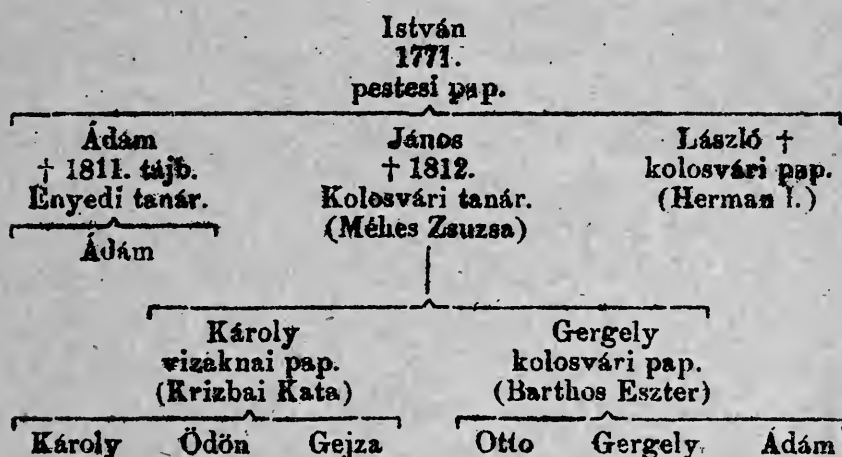 István
1771.
pestesi pap.
Ádám János László †
† 1811. tájb. † 1812. kolosvári pap.
Enyedi tanár. Kolosvári tanár. (Herman I.)
(Méhes Zsuzsa)
Ádám
Károly Gergely
vizaknai pap. kolosvári pap.
(Krizbai Kata) (Barthos Eszter)
Károly Ödön Gejza Otto Gergely. Ádám